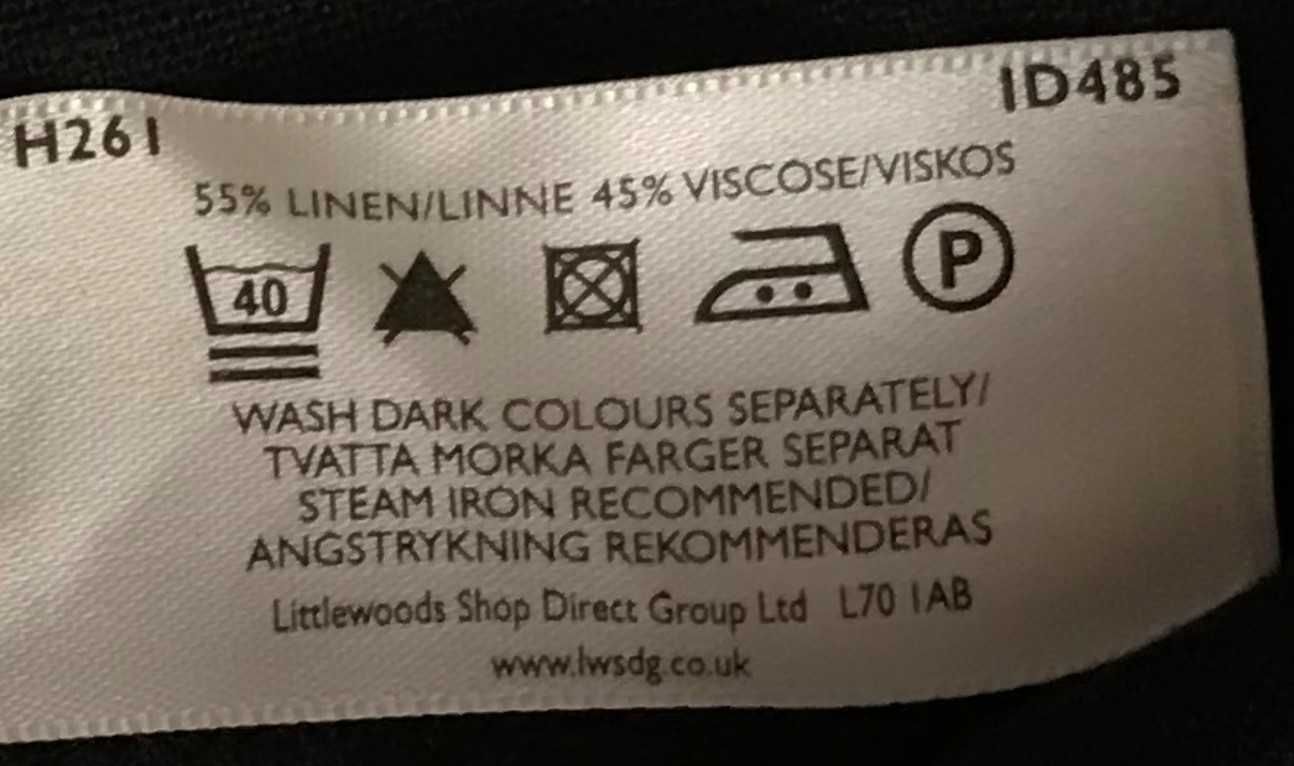 H261
ID485
55% LINEN/LINNE 45% VISCOSE/VISKOS
40
P
WASH DARK COLOURS SEPARATELY/
TVATTA MORKA FARGER SEPARAT
STEAM IRON RECOMMENDED/
ANGSTRYKNING REKOMMENDERAS
Littlewoods Shop Direct Group Ltd L70 1AB
www.lwsdg.co.uk